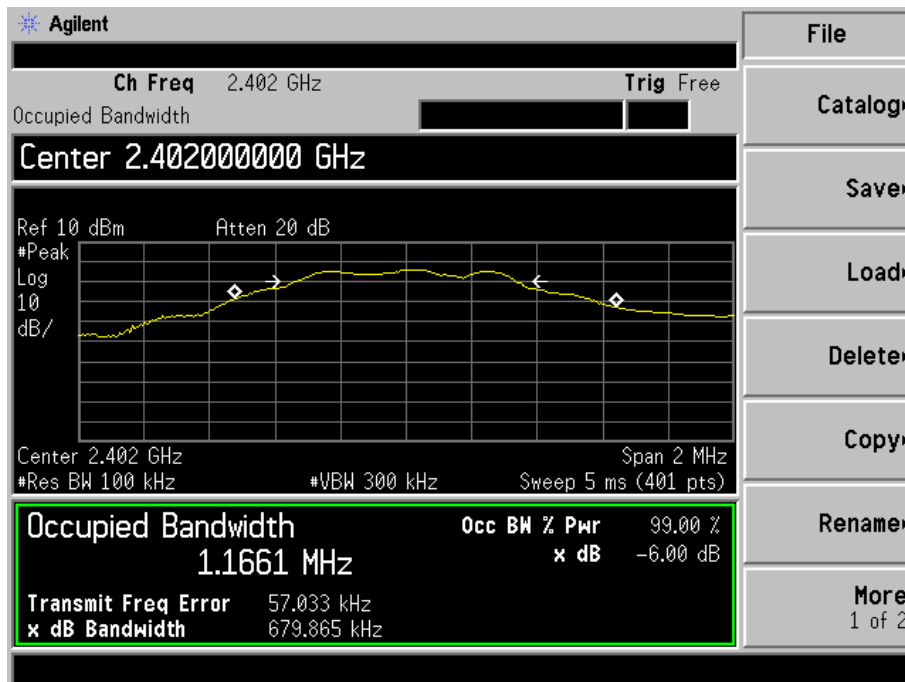 Agilent
File
Ch Freq 2.402 GHz Trig Free
Occupied Bandwidth
Catalog
Center 2.402000000 GHz
Save
Ref 10 dBm Atten 20 dB
#Peak
Log
10
dB/
Load
Delete
Copy
Center 2.402 GHz Span 2 MHz
#Res BW 100 kHz #VBW 300 kHz Sweep 5 ms (401 pts)
Occupied Bandwidth Occ BW % Pwr 99.00 %
1.1661 MHz x dB -6.00 dB
Rename
Transmit Freq Error 57.033 kHz
x dB Bandwidth 679.865 kHz
More
1 of 2